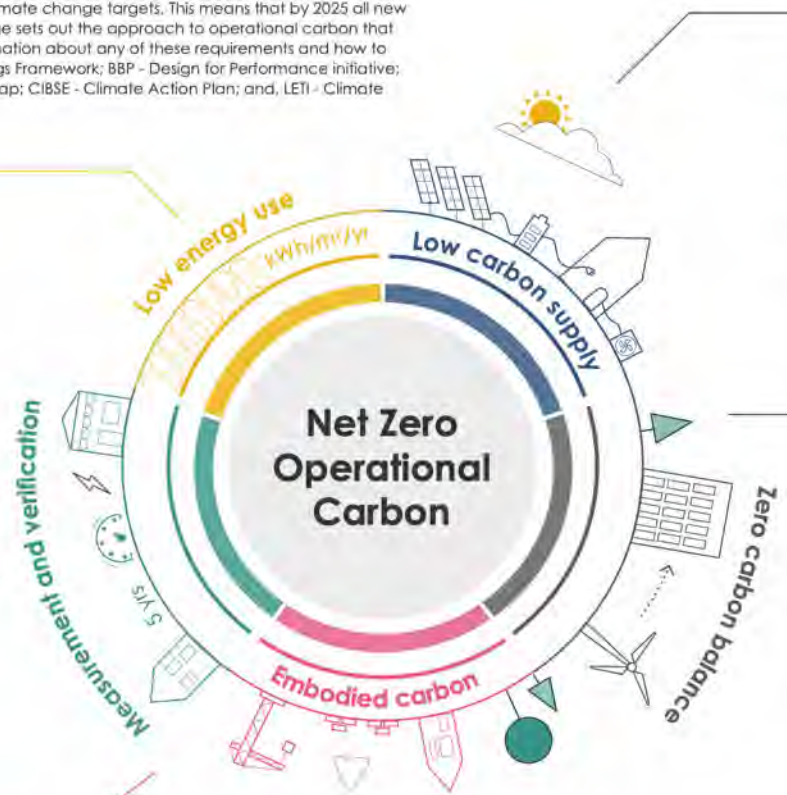 mate change targets. This means that by 2025 all new
e sets out the approach to operational carbon that
nation about any of these requirements and how to
gs Framework; BBP - Design for Performance initiative;
ap; CIBSE - Climate Action Plan; and, LETI - Climate
Low energy use
kWh/m²/yr
Low carbon supply
Net Zero
Operational
Carbon
Measurement and verification
5 yrs
Zero carbon balance
Embodied carbon